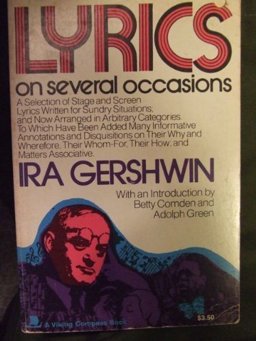 LYRICS
on several occasions
A Selection of Stage and Screen
Lyrics Written for Sundry Situations;
and Now Arranged in Arbitrary Categories.
To Which Have Been Added Many Informative
Annotations and Disquisitions on Their Why and
Wherefore, Their Whom-For, Their How; and
Matters Associative.
IRA GERSHWIN
With an Introduction by
Betty Comden and
Adolph Green
A Viking Compass Book
$3.50